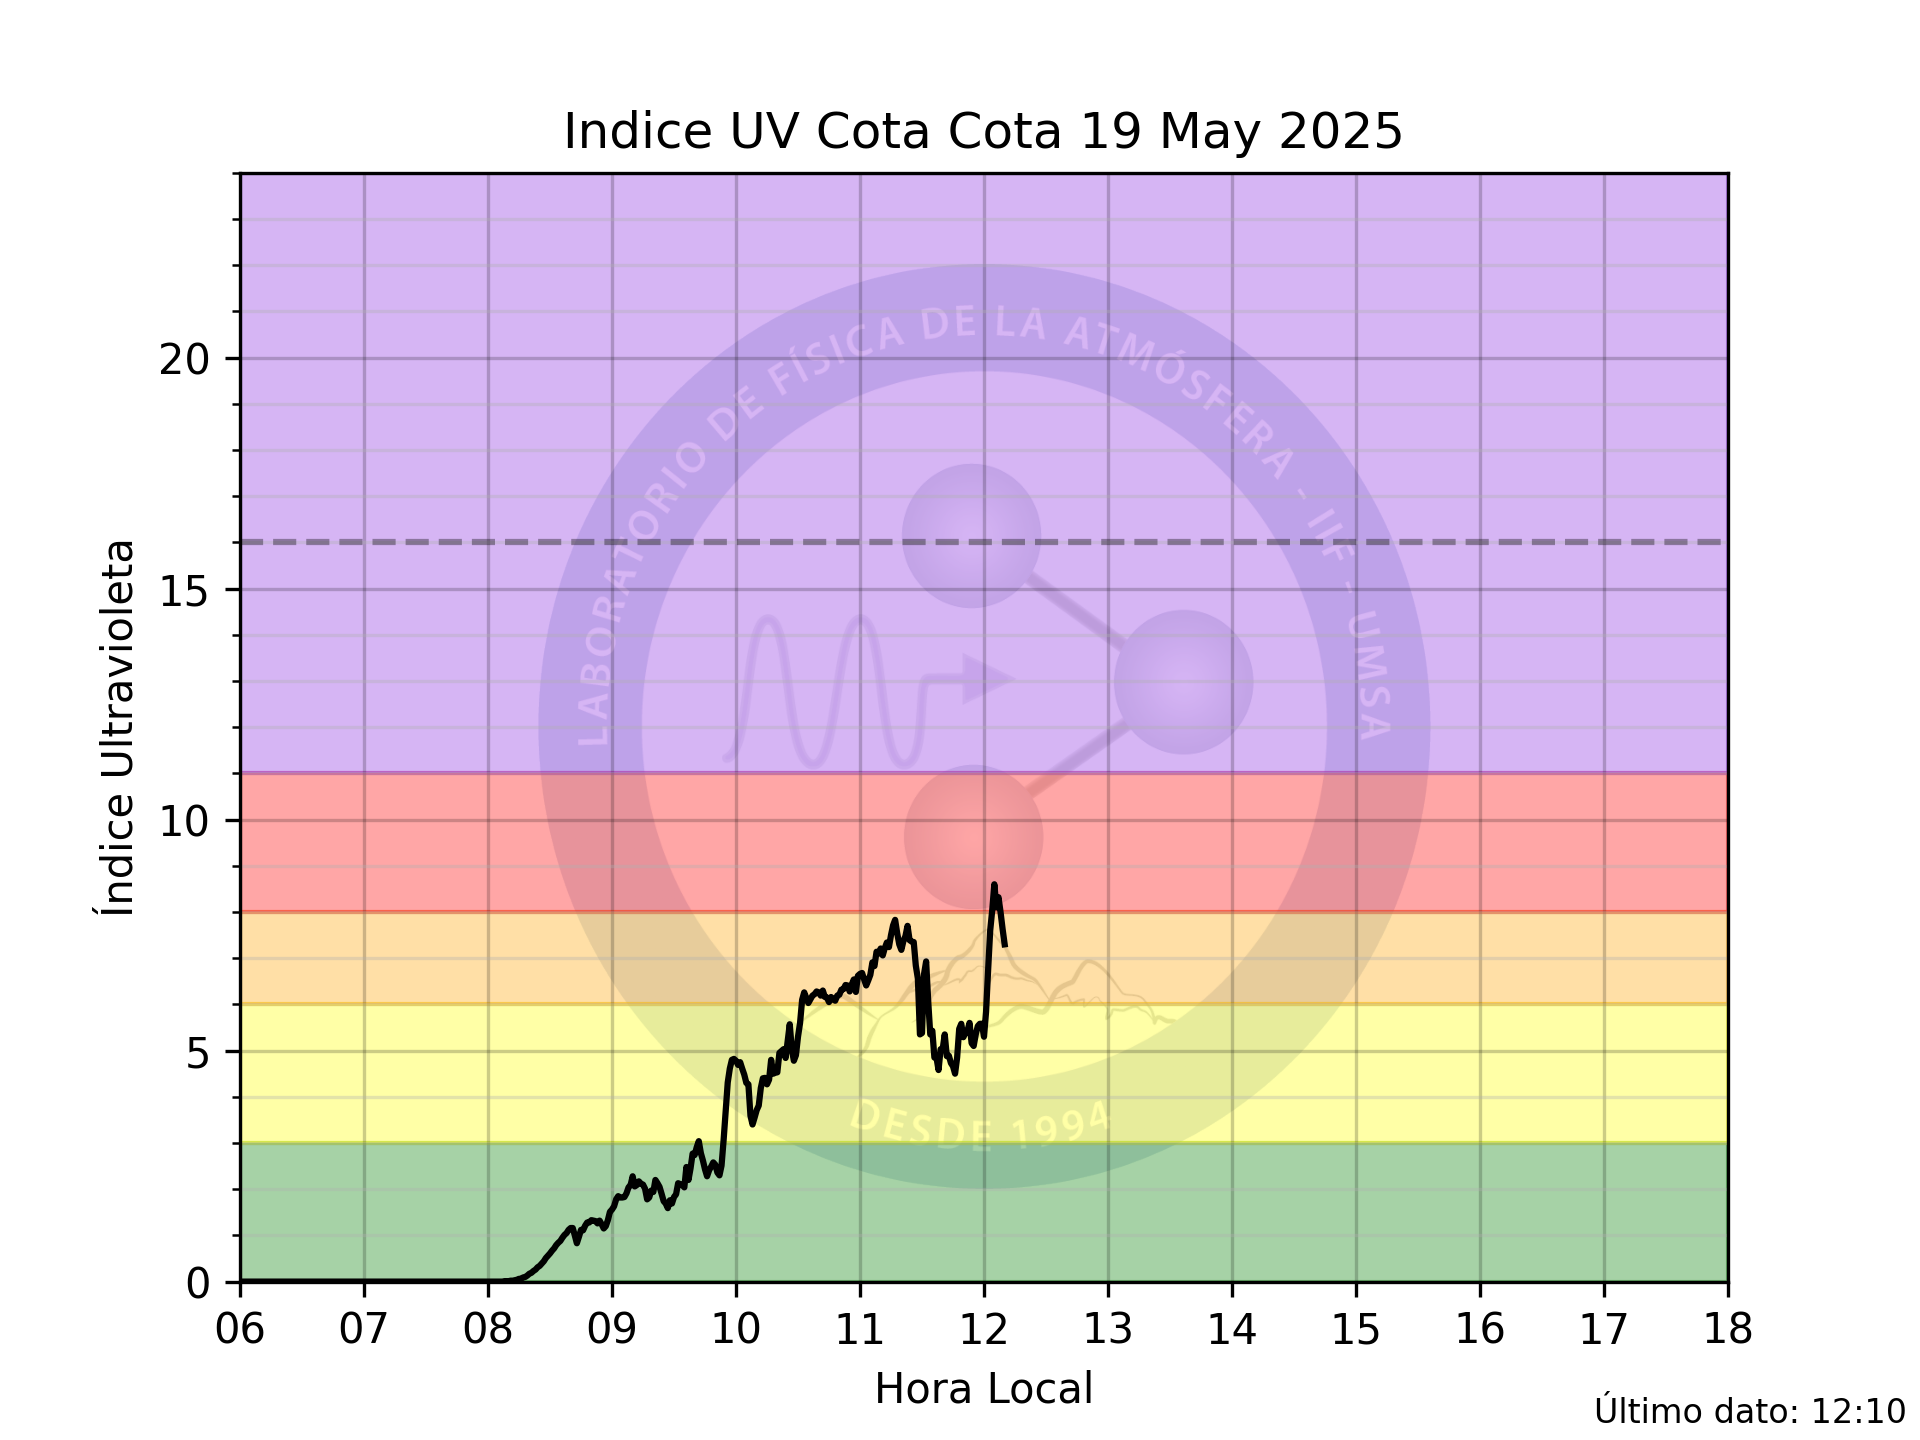 Indice UV Cota Cota 19 May 2025
LABORATORIO DE FÍSICA DE LA ATMÓSFERA - IIF - UMSA
20
15
10
5
0
Índice Ultravioleta
DESDE 1994
06 07 08 09 10 11 12 13 14 15 16 17 18
Hora Local
Último dato: 12:10